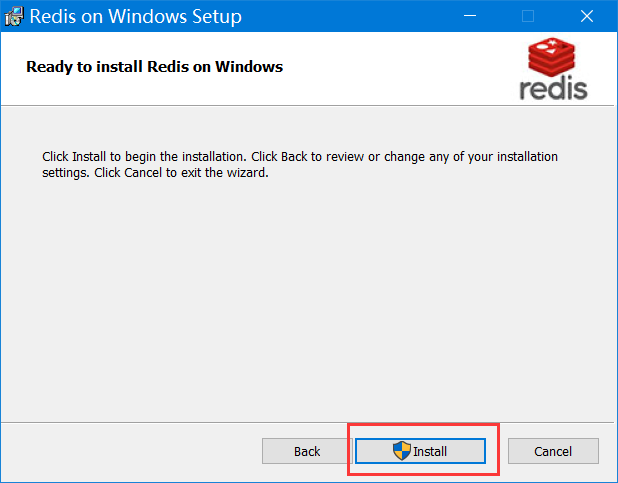 Redis on Windows Setup
Ready to install Redis on Windows
redis
Click Install to begin the installation. Click Back to review or change any of your installation
settings. Click Cancel to exit the wizard.
Back
Install
Cancel